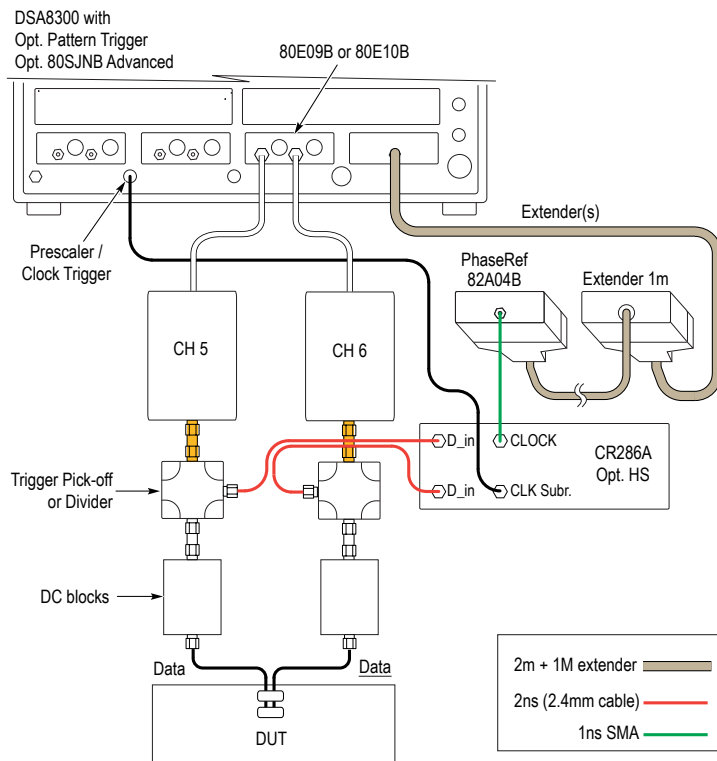 DSA8300 with
Opt. Pattern Trigger
Opt. 80SJNB Advanced
80E09B or 80E10B
Extender(s)
Prescaler /
Clock Trigger
PhaseRef
82A04B
Extender 1m
CH 5
CH 6
D_in
CLOCK
CR286A
Opt. HS
D_in
CLK Subr.
Trigger Pick-off
or Divider
DC blocks
Data
Data
DUT
2m + 1M extender
2ns (2.4mm cable)
1ns SMA